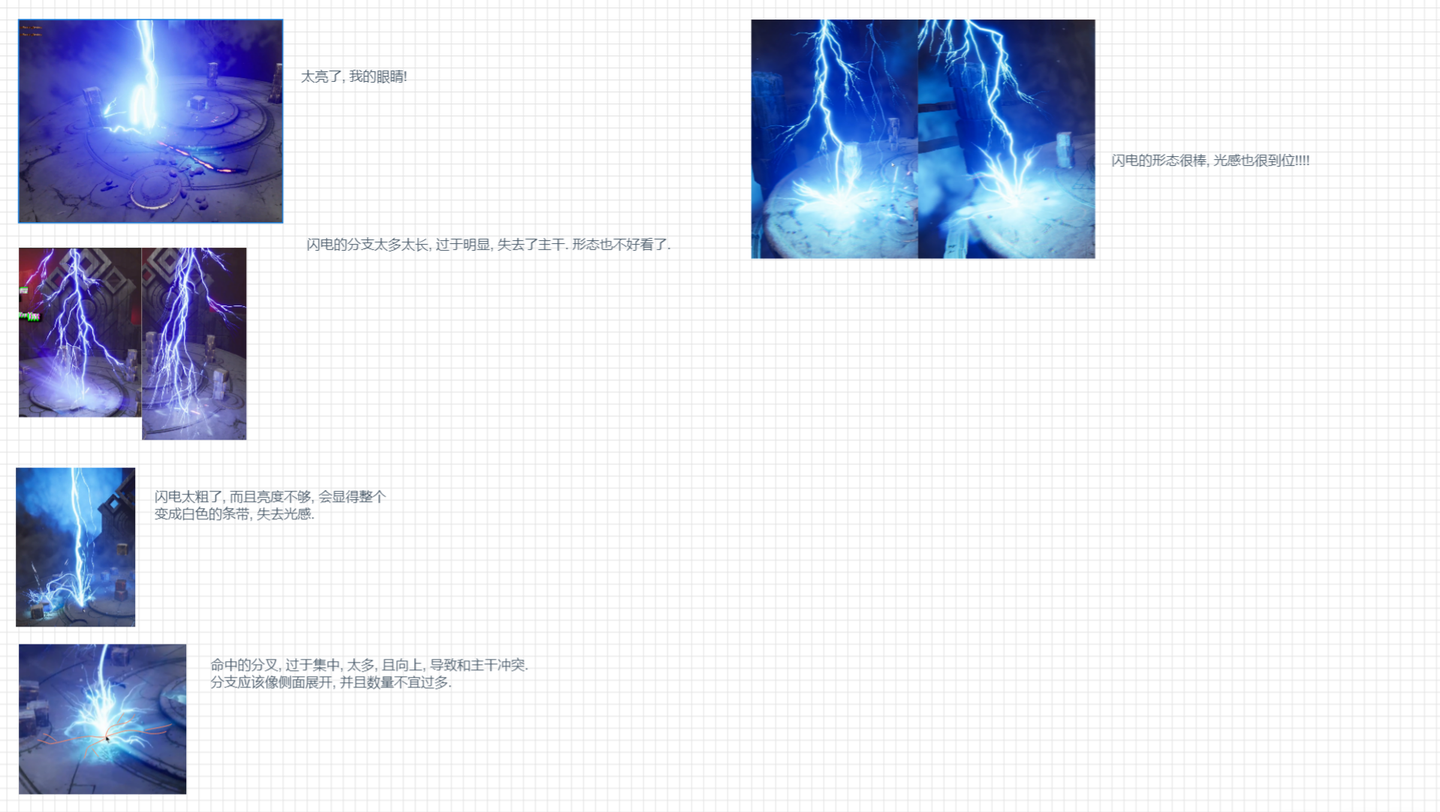 太亮了, 我的眼睛!
闪电的形态很棒, 光感也很到位!!!!
闪电的分支太多太长, 过于明显, 失去了主干. 形态也不好看了.
闪电太粗了, 而且亮度不够, 会显得整个
变成白色的条带, 失去光感.
命中的分叉, 过于集中, 太多, 且向上, 导致和主干冲突.
分支应该像侧面展开, 并且数量不宜过多.